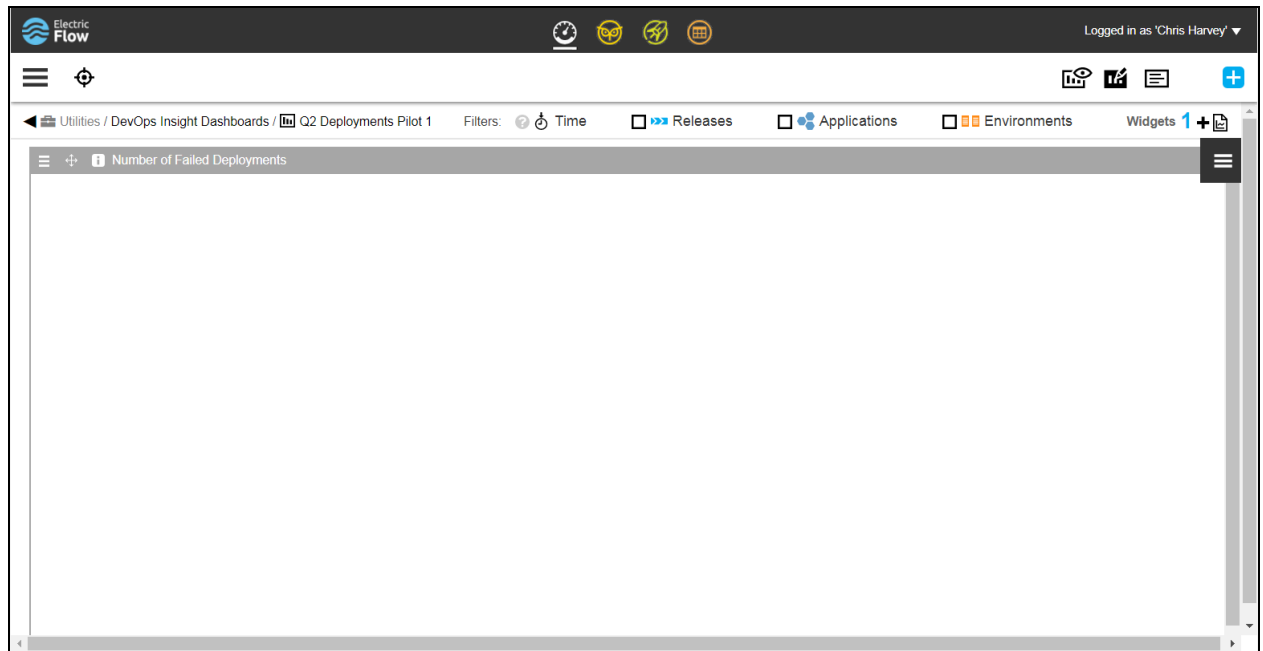 Electric
Flow
Logged in as 'Chris Harvey' ▼
Utilities / DevOps Insight Dashboards / Q2 Deployments Pilot 1 Filters: ? Time Releases Applications Environments Widgets 1 +
i Number of Failed Deployments